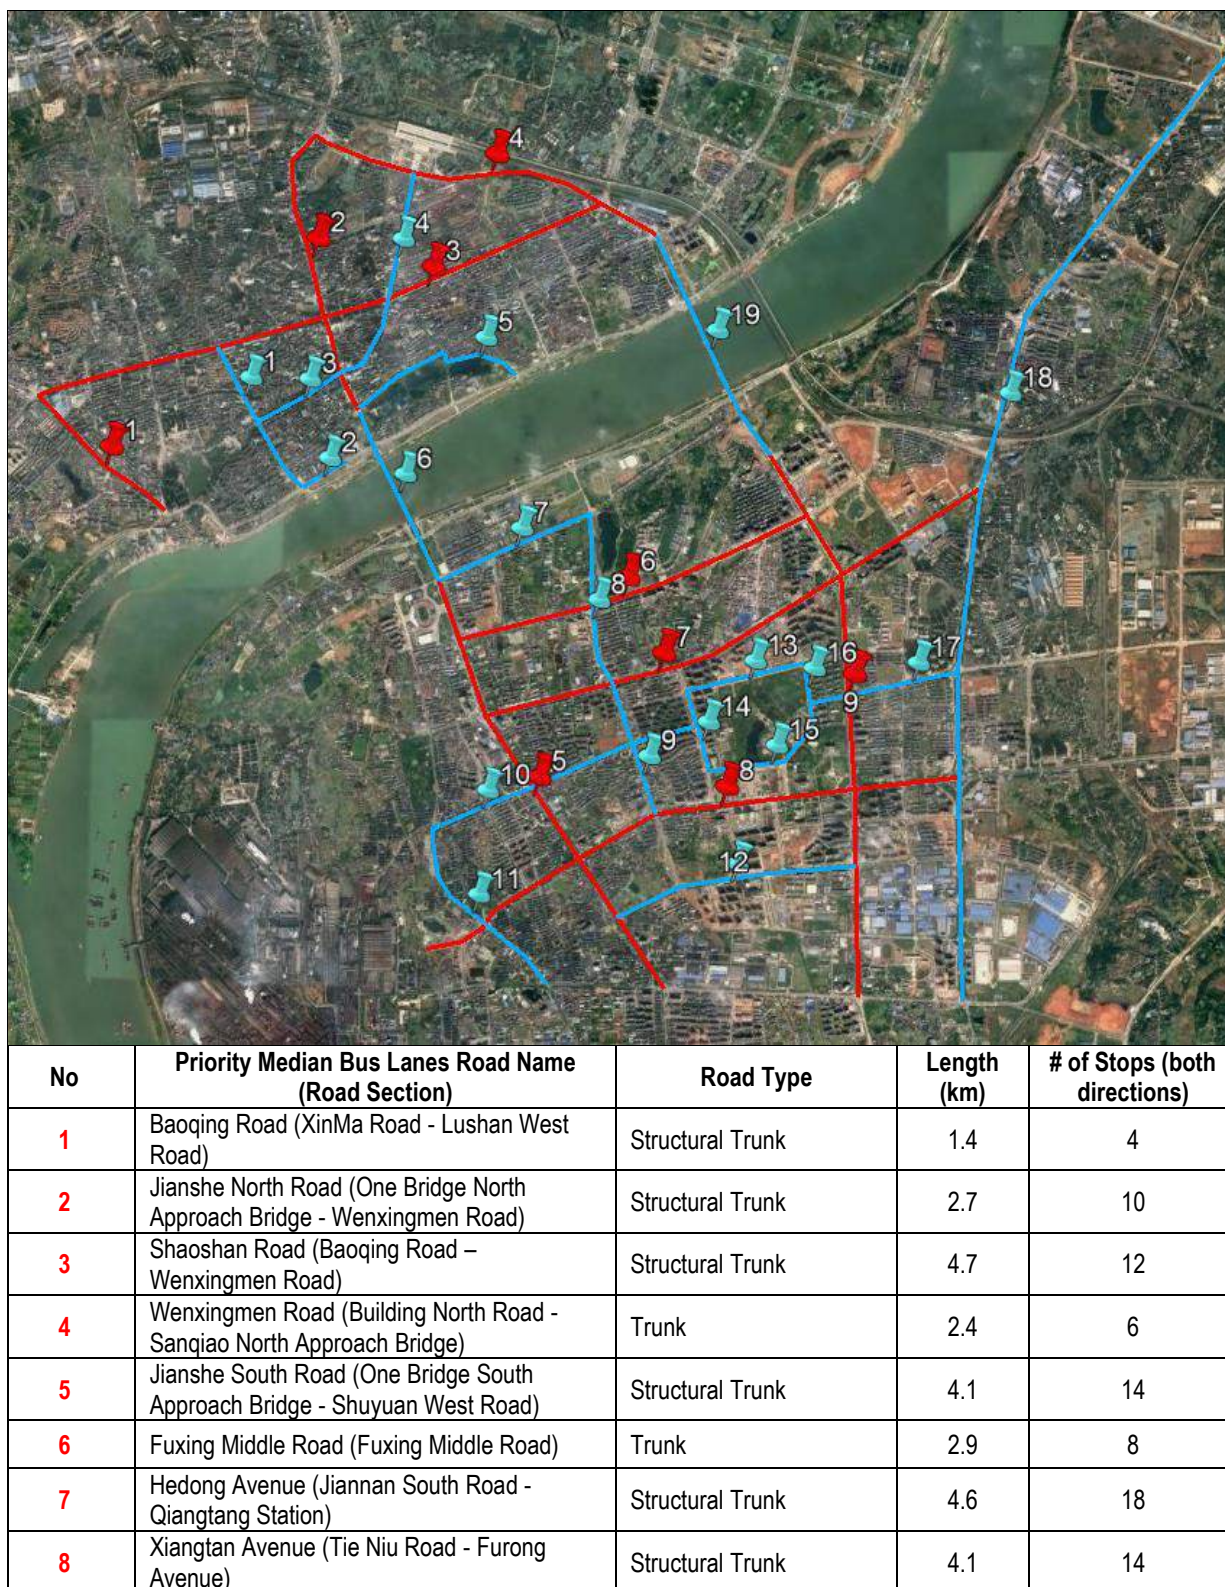 4
2
4
3
5
19
1
3
18
1
2
6
7
6
8
7
13
16
17
9
14
15
9
5
10
8
12
11
No Priority Median Bus Lanes Road Name Road Type Length # of Stops (both
(Road Section) (km) directions)
1 Baoqing Road (XinMa Road - Lushan West Structural Trunk 1.4 4
Road)
2 Jianshe North Road (One Bridge North Structural Trunk 2.7 10
Approach Bridge - Wenxingmen Road)
3 Shaoshan Road (Baoqing Road – Structural Trunk 4.7 12
Wenxingmen Road)
4 Wenxingmen Road (Building North Road - Trunk 2.4 6
Sanqiao North Approach Bridge)
5 Jianshe South Road (One Bridge South Structural Trunk 4.1 14
Approach Bridge - Shuyuan West Road)
6 Fuxing Middle Road (Fuxing Middle Road) Trunk 2.9 8
7 Hedong Avenue (Jiannan South Road - Structural Trunk 4.6 18
Qiangtang Station)
8 Xiangtan Avenue (Tie Niu Road - Furong Structural Trunk 4.1 14
Avenue)